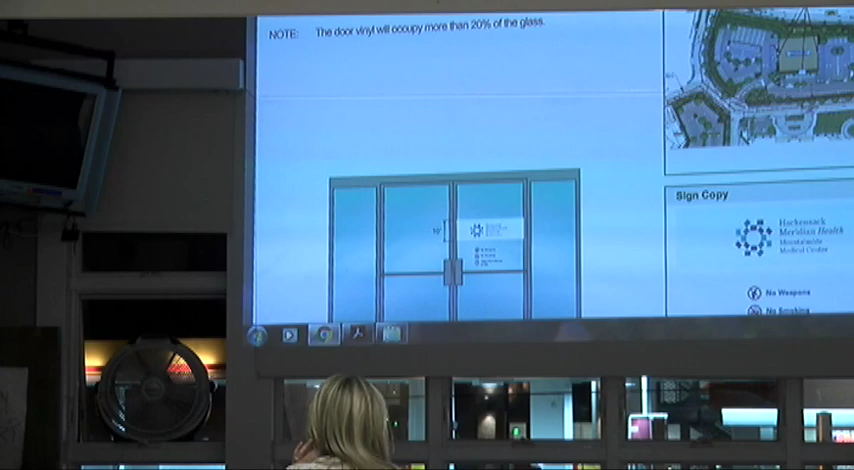 NOTE: The door vinyl will occupy more than 20% of the glass.
Sign Copy
Hackensack
Meridian Health
Mountainside
Medical Center
No Weapons
No Smoking
10"